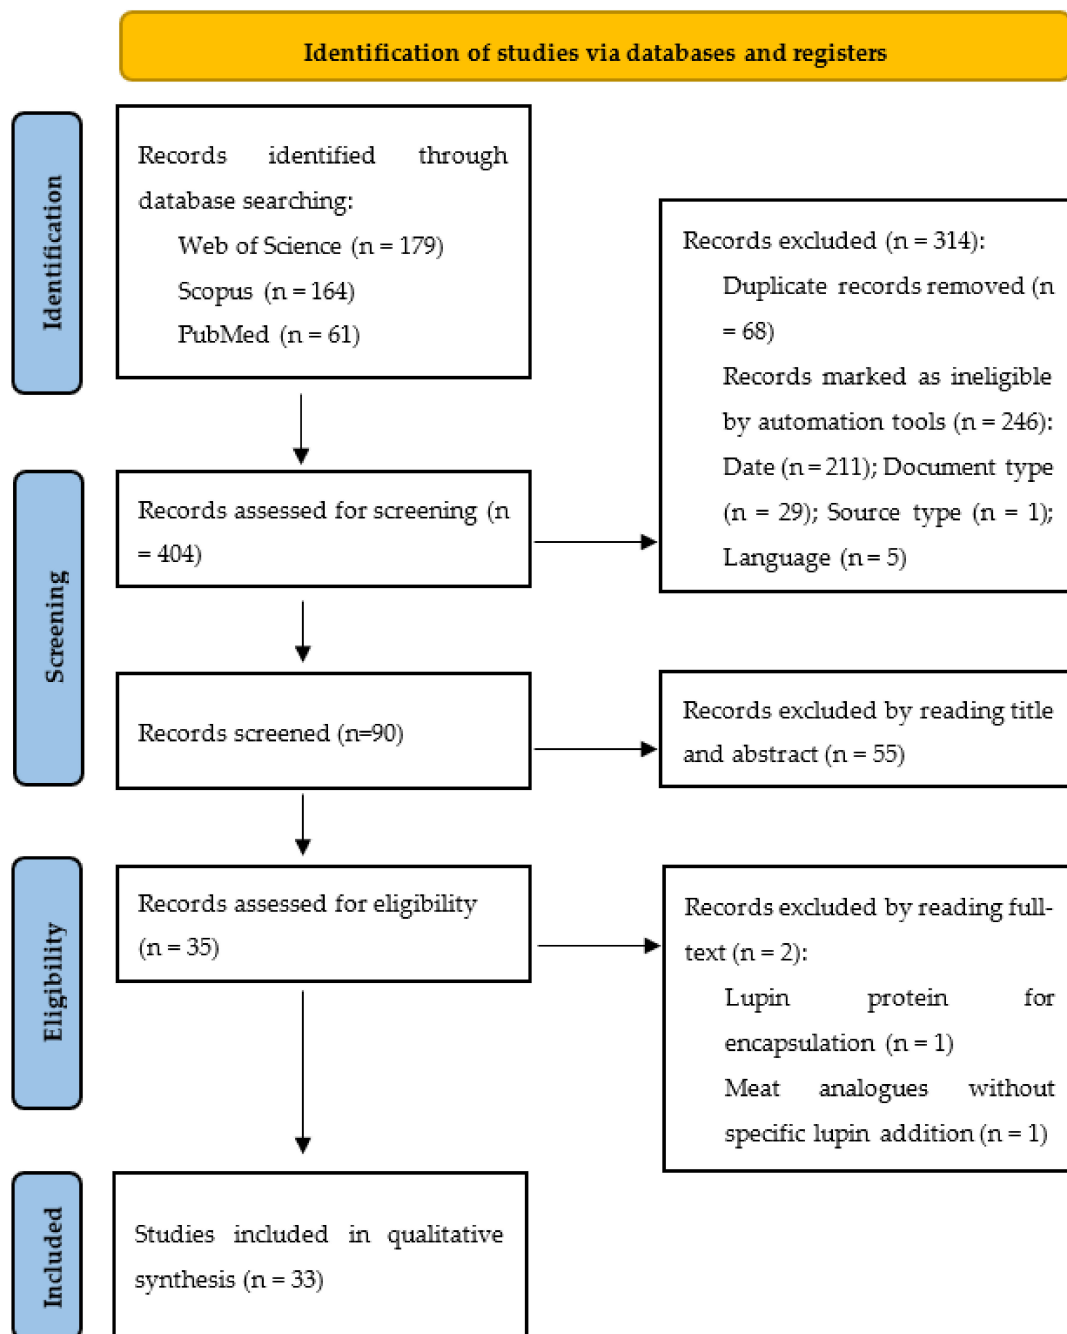 Identification of studies via databases and registers
Identification
Records identified through
database searching:
Web of Science (n = 179)
Scopus (n = 164)
PubMed (n = 61)
Records excluded (n = 314):
Duplicate records removed (n
= 68)
Records marked as ineligible
by automation tools (n = 246):
Date (n = 211); Document type
(n = 29); Source type (n = 1);
Language (n = 5)
Screening
Records assessed for screening (n
= 404)
Records screened (n=90)
Records excluded by reading title
and abstract (n = 55)
Eligibility
Records assessed for eligibility
(n = 35)
Records excluded by reading full-
text (n = 2):
Lupin protein for
encapsulation (n = 1)
Meat analogues without
specific lupin addition (n = 1)
Included
Studies included in qualitative
synthesis (n = 33)